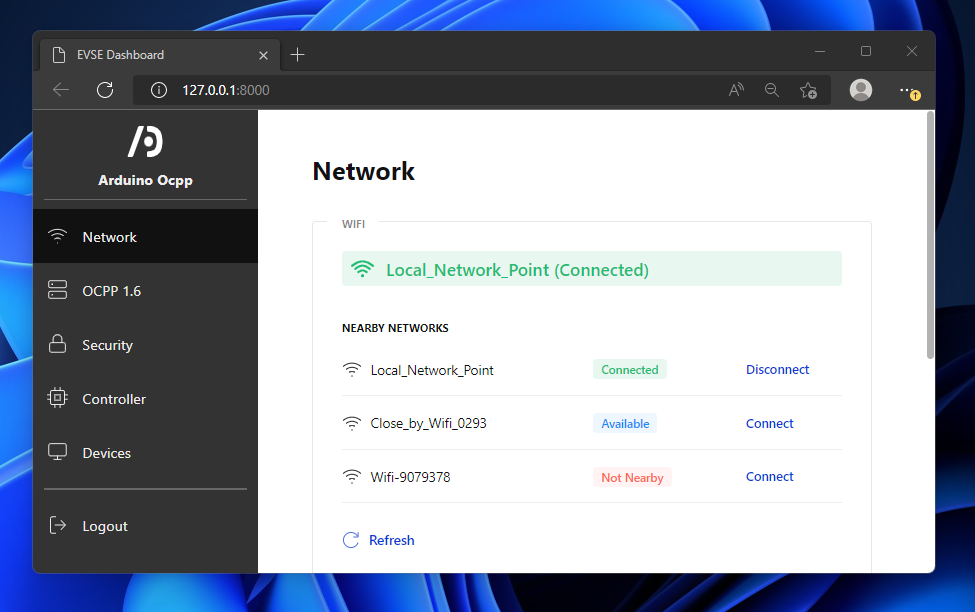 EVSE Dashboard
127.0.0.1:8000
Arduino Ocpp
Network
OCPP 1.6
Security
Controller
Devices
Logout
Network
WIFI
Local_Network_Point (Connected)
NEARBY NETWORKS
Local_Network_Point Connected Disconnect
Close_by_Wifi_0293 Available Connect
Wifi-9079378 Not Nearby Connect
Refresh